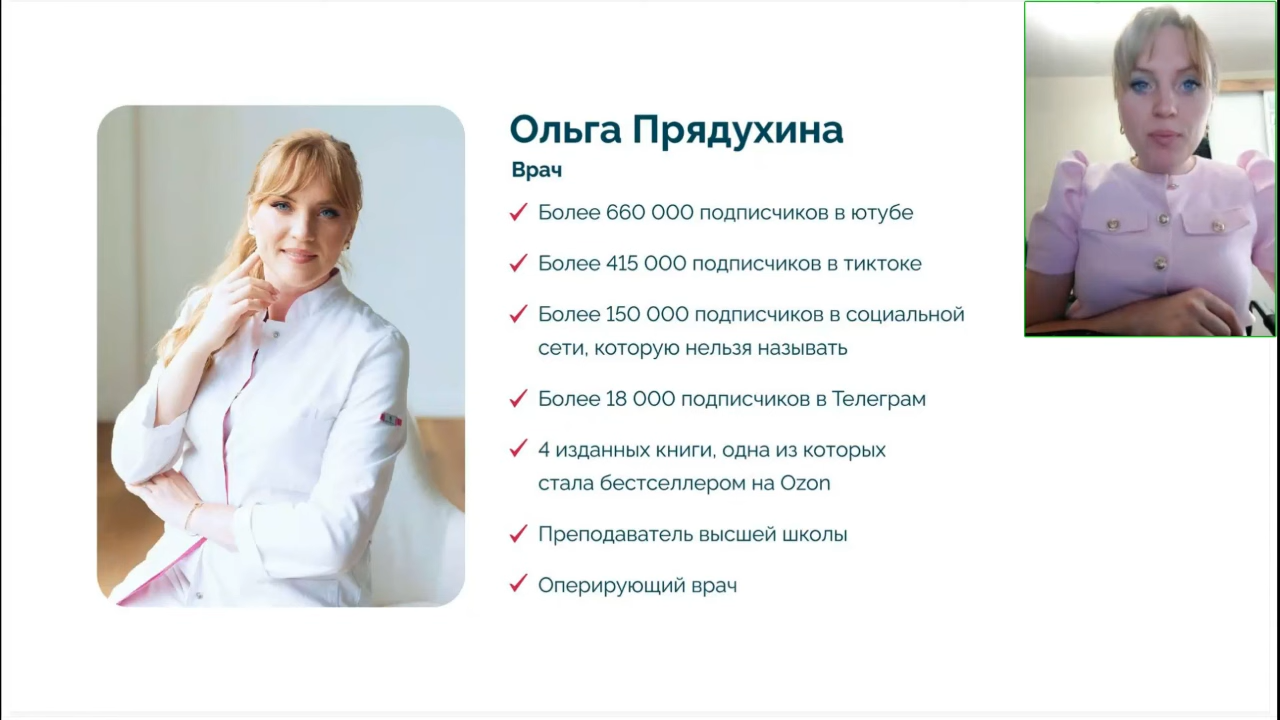 Ольга Прядухина
Врач
Более 660 000 подписчиков в ютубе
Более 415 000 подписчиков в тиктоке
Более 150 000 подписчиков в социальной
сети, которую нельзя называть
Более 18 000 подписчиков в Телеграм
4 изданных книги, одна из которых
стала бестселлером на Ozon
Преподаватель высшей школы
Оперирующий врач